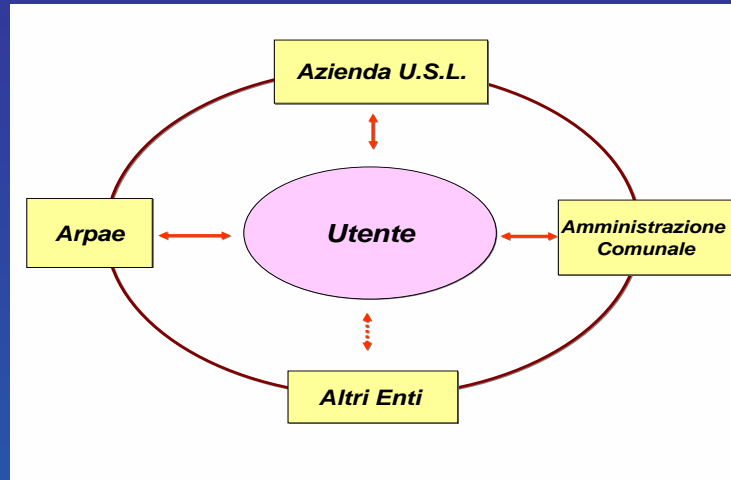 Azienda U.S.L.
Arpae
Utente
Amministrazione
Comunale
Altri Enti